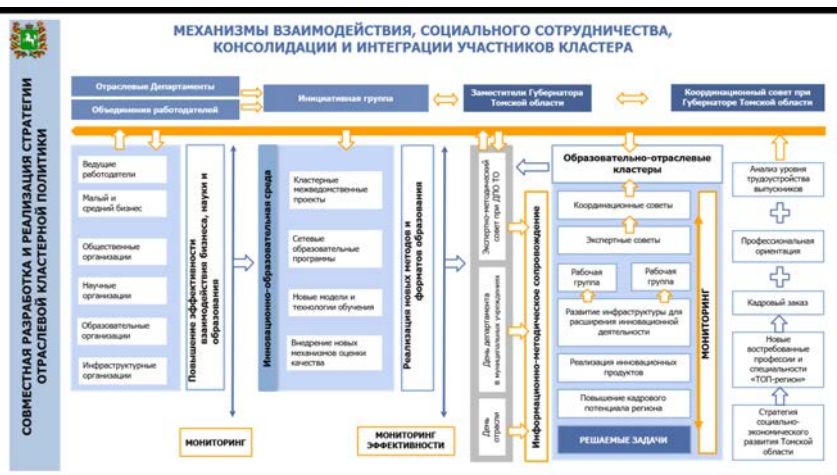 МЕХАНИЗМЫ ВЗАИМОДЕЙСТВИЯ, СОЦИАЛЬНОГО СОТРУДНИЧЕСТВА,
КОНСОЛИДАЦИИ И ИНТЕГРАЦИИ УЧАСТНИКОВ КЛАСТЕРА
СОВМЕСТНАЯ РАЗРАБОТКА И РЕАЛИЗАЦИЯ СТРАТЕГИИ
ОТРАСЛЕВОЙ КЛАСТЕРНОЙ ПОЛИТИКИ
Отраслевые Департаменты
Объединения работодателей
Инициативная группа
Заместители Губернатора
Томской области
Координационный совет при
Губернаторе Томской области
Ведущие
работодатели
Малый и
средний бизнес
Общественные
организации
Научные
организации
Образовательные
организации
Инфраструктурные
организации
Повышение эффективности
взаимодействия бизнеса, науки и
образования
МОНИТОРИНГ
Инновационно-образовательная среда
Кластерные
межведомственные
проекты
Сетевые
образовательные
программы
Новые модели и
технологии обучения
Внедрение новых
механизмов оценки
качества
Реализация новых методов и
форматов образования
МОНИТОРИНГ
ЭФФЕКТИВНОСТИ
Экспертно-методический
совет при ДПО ТО
День департамента
в муниципальных учреждениях
День
отрасли
Информационно-методическое сопровождение
Образовательно-отраслевые
кластеры
Координационные советы
Экспертные советы
Рабочая
группа
Рабочая
группа
Развитие инфраструктуры для
расширения инновационной
деятельности
Реализация инновационных
продуктов
Повышение кадрового
потенциала региона
РЕШАЕМЫЕ ЗАДАЧИ
МОНИТОРИНГ
Анализ уровня
трудоустройства
выпускников
Профессиональная
ориентация
Кадровый заказ
Новые
востребованные
профессии и
специальности
«ТОП-регион»
Стратегия
социально-
экономического
развития Томской
области